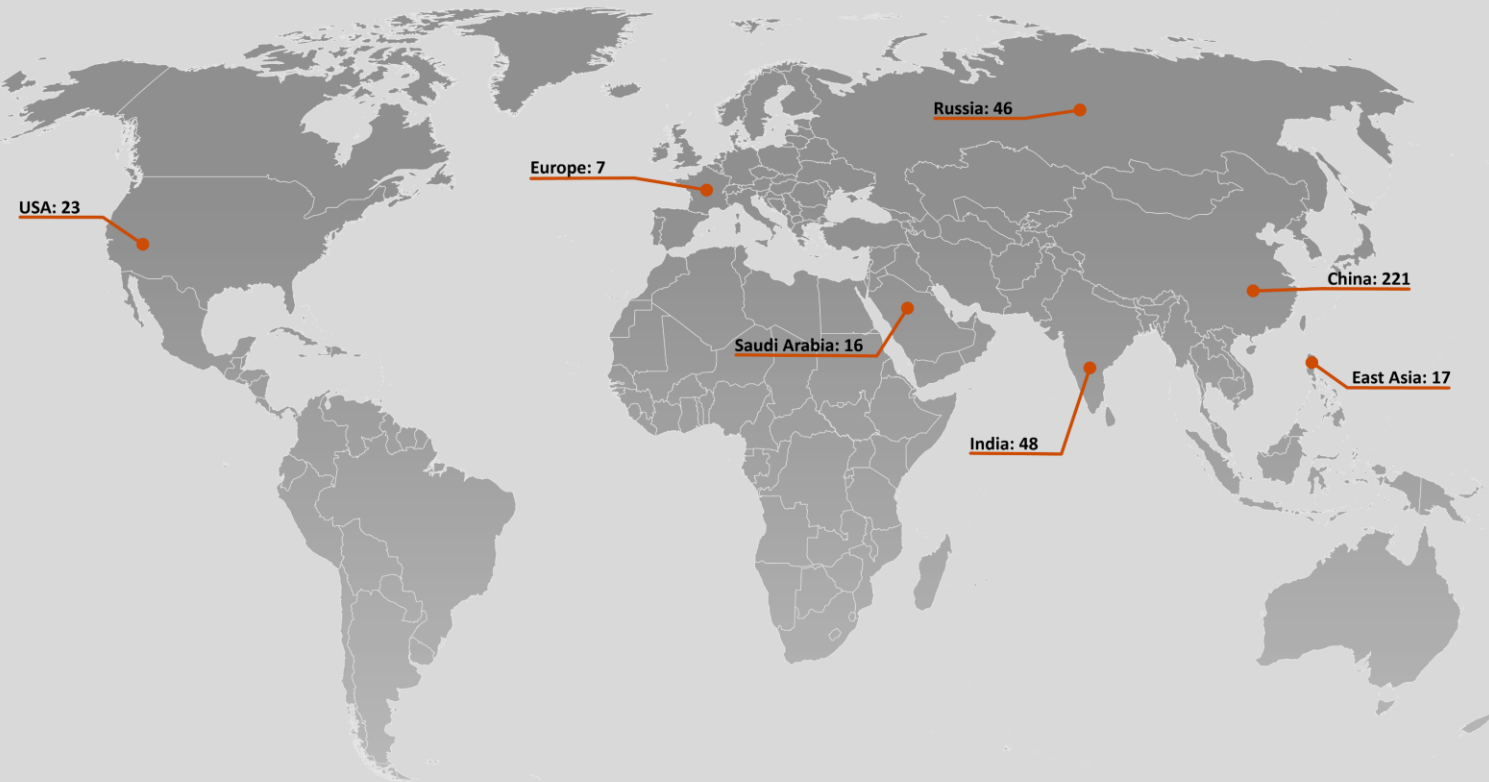 Russia: 46
Europe: 7
USA: 23
China: 221
Saudi Arabia: 16
East Asia: 17
India: 48